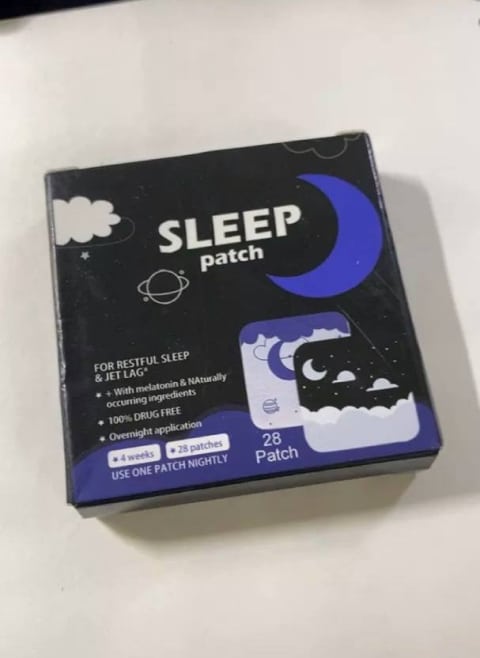 SLEEP
patch
FOR RESTFUL SLEEP
& JET LAG*
+ With melatonin & NAturally
occurring ingredients
100% DRUG FREE
Overnight application
4 weeks
28 patches
USE ONE PATCH NIGHTLY
28
Patch